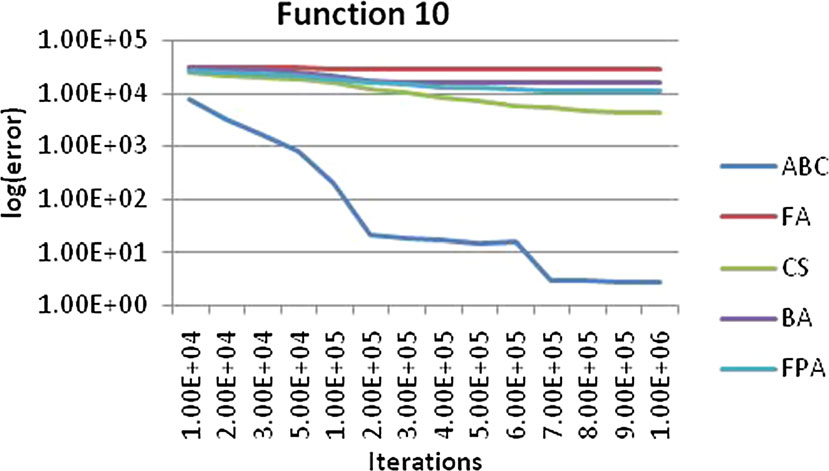 Function 10
log(error)
1.00E+05
1.00E+04
1.00E+03
1.00E+02
1.00E+01
1.00E+00
1.00E+04
2.00E+04
3.00E+04
5.00E+04
1.00E+05
2.00E+05
3.00E+05
4.00E+05
5.00E+05
6.00E+05
7.00E+05
8.00E+05
9.00E+05
1.00E+06
Iterations
ABC
FA
CS
BA
FPA